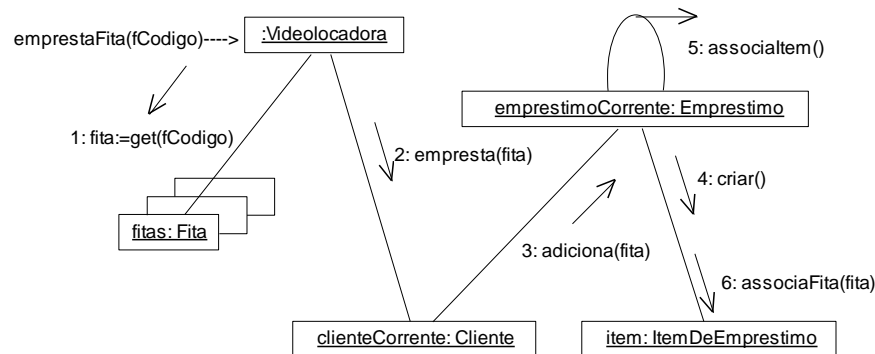 emprestaFita(fCodigo)---->
:Videolocadora
5: associaItem()
emprestimoCorrente: Emprestimo
1: fita:=get(fCodigo)
2: empresta(fita)
4: criar()
fitas: Fita
3: adiciona(fita)
6: associaFita(fita)
clienteCorrente: Cliente
item: ItemDeEmprestimo